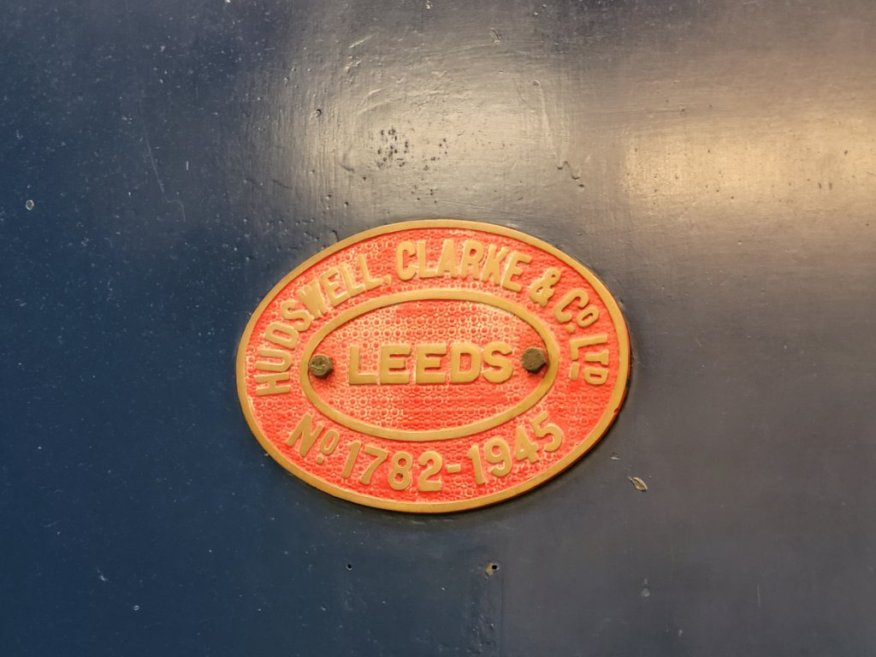 HUDSWELL, CLARKE & Co. LTD
LEEDS
No 1782-1945